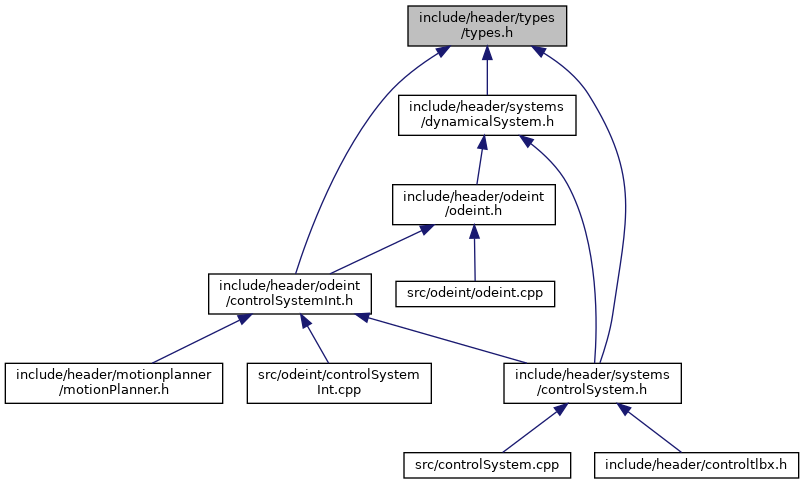 include/header/types
/types.h
include/header/systems
/dynamicalSystem.h
include/header/odeint
/odeint.h
include/header/odeint
/controlSystemInt.h
src/odeint/odeint.cpp
include/header/motionplanner
/motionPlanner.h
src/odeint/controlSystem
Int.cpp
include/header/systems
/controlSystem.h
src/controlSystem.cpp
include/header/controltlbx.h